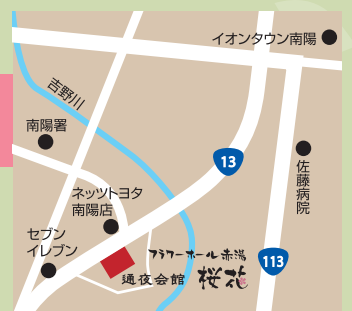 イオンタウン南陽
吉野川
南陽署
13
佐藤病院
ネッツトヨタ
南陽店
セブン
イレブン
フラワーホール赤湯
通夜会館 桜花
113